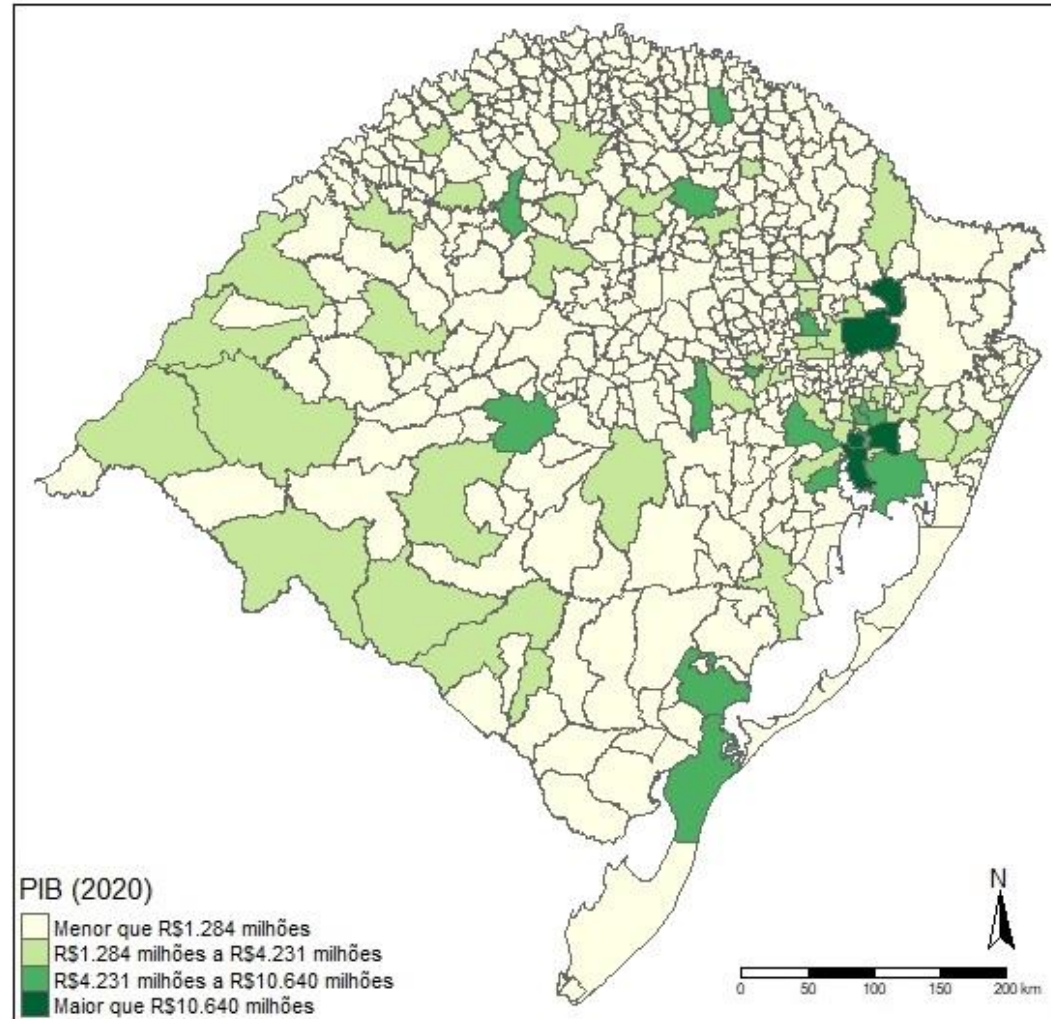 PIB (2020)
Menor que R$1.284 milhões
R$1.284 milhões a R$4.231 milhões
R$4.231 milhões a R$10.640 milhões
Maior que R$10.640 milhões
N
0 50 100 150 200 km